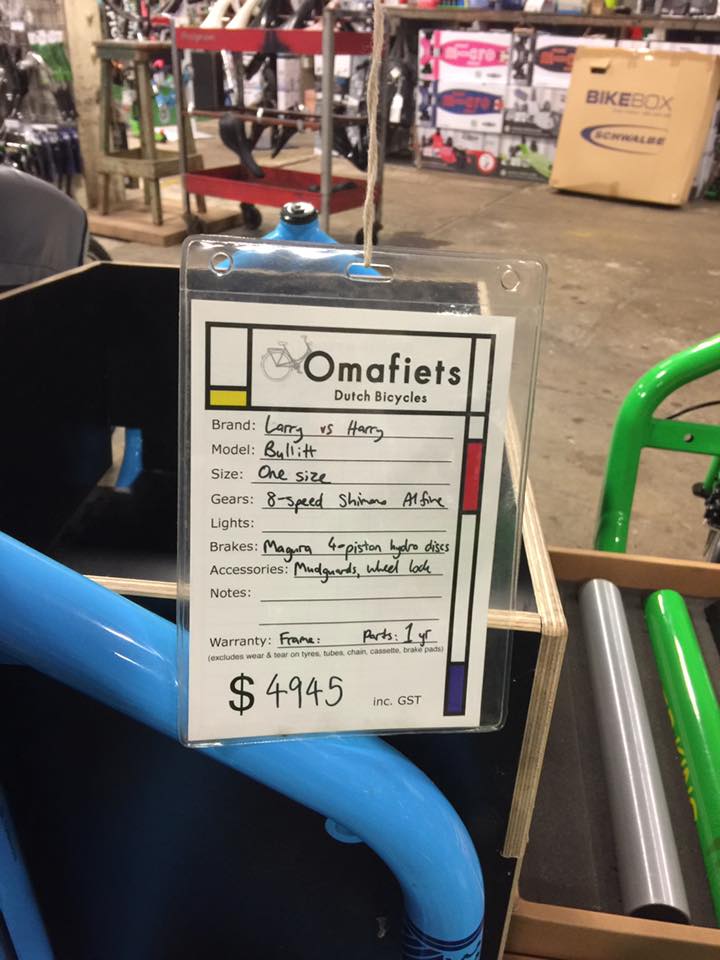 micro
micro
BIKEBOX
SCHWALBE
Omafiets
Dutch Bicycles
Brand: Larry vs Harry
Model: Bullitt
Size: One size
Gears: 8-speed Shimano Alfine
Lights:
Brakes: Magura 4-piston hydro discs
Accessories: Mudguards, wheel lock
Notes:
Warranty: Frame: Parts: 1 yr
(excludes wear & tear on tyres, tubes, chain, cassette, brake pads)
$4945 inc. GST